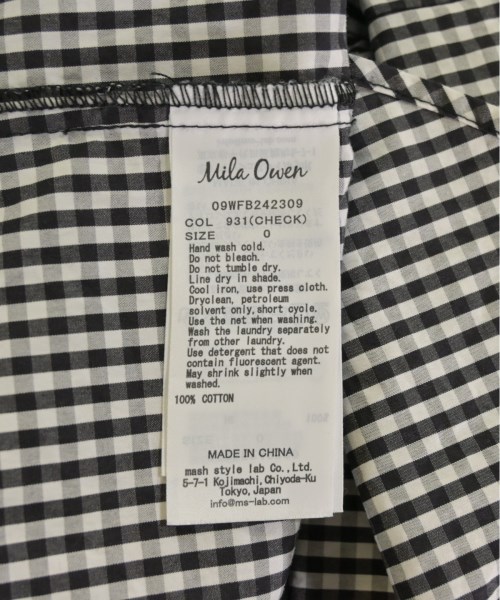 Mila Owen
09WFB242309
COL 931(CHECK)
SIZE 0
Hand wash cold.
Do not bleach.
Do not tumble dry.
Line dry in shade.
Cool iron, use press cloth.
Dryclean, petroleum
solvent only,short cycle.
Use the net when washing.
Wash the laundry separately
from other laundry.
Use detergent that does not
contain fluorescent agent.
May shrink slightly when
washed.
100% COTTON
MADE IN CHINA
mash style lab Co.,Ltd.
5-7-1 Kojimachi,Chiyoda-Ku
Tokyo,Japan
info@ms-lab.com